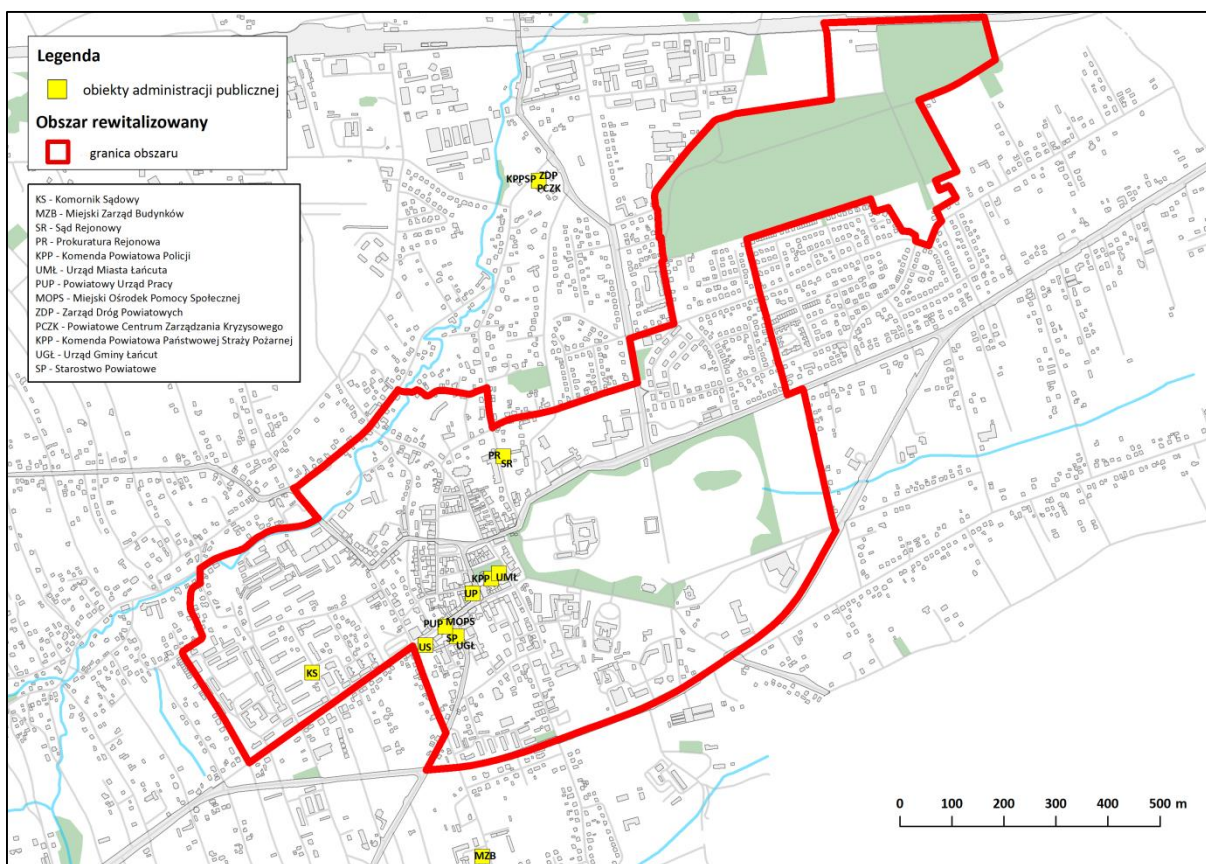 Legenda
obiekty administracji publicznej
Obszar rewitalizowany
granica obszaru
KS - Komornik Sądowy
MZB - Miejski Zarząd Budynków
SR - Sąd Rejonowy
PR - Prokuratura Rejonowa
KPP - Komenda Powiatowa Policji
UMŁ - Urząd Miasta Łańcuta
PUP - Powiatowy Urząd Pracy
MOPS - Miejski Ośrodek Pomocy Społecznej
ZDP - Zarząd Dróg Powiatowych
PCZK - Powiatowe Centrum Zarządzania Kryzysowego
KPP - Komenda Powiatowa Państwowej Straży Pożarnej
UGŁ - Urząd Gminy Łańcut
SP - Starostwo Powiatowe
KPPSP ZDP
PCZK
PR
SR
KPP UMŁ
UP
PUP MOPS
SP
US UGŁ
KS
MZB
0 100 200 300 400 500 m